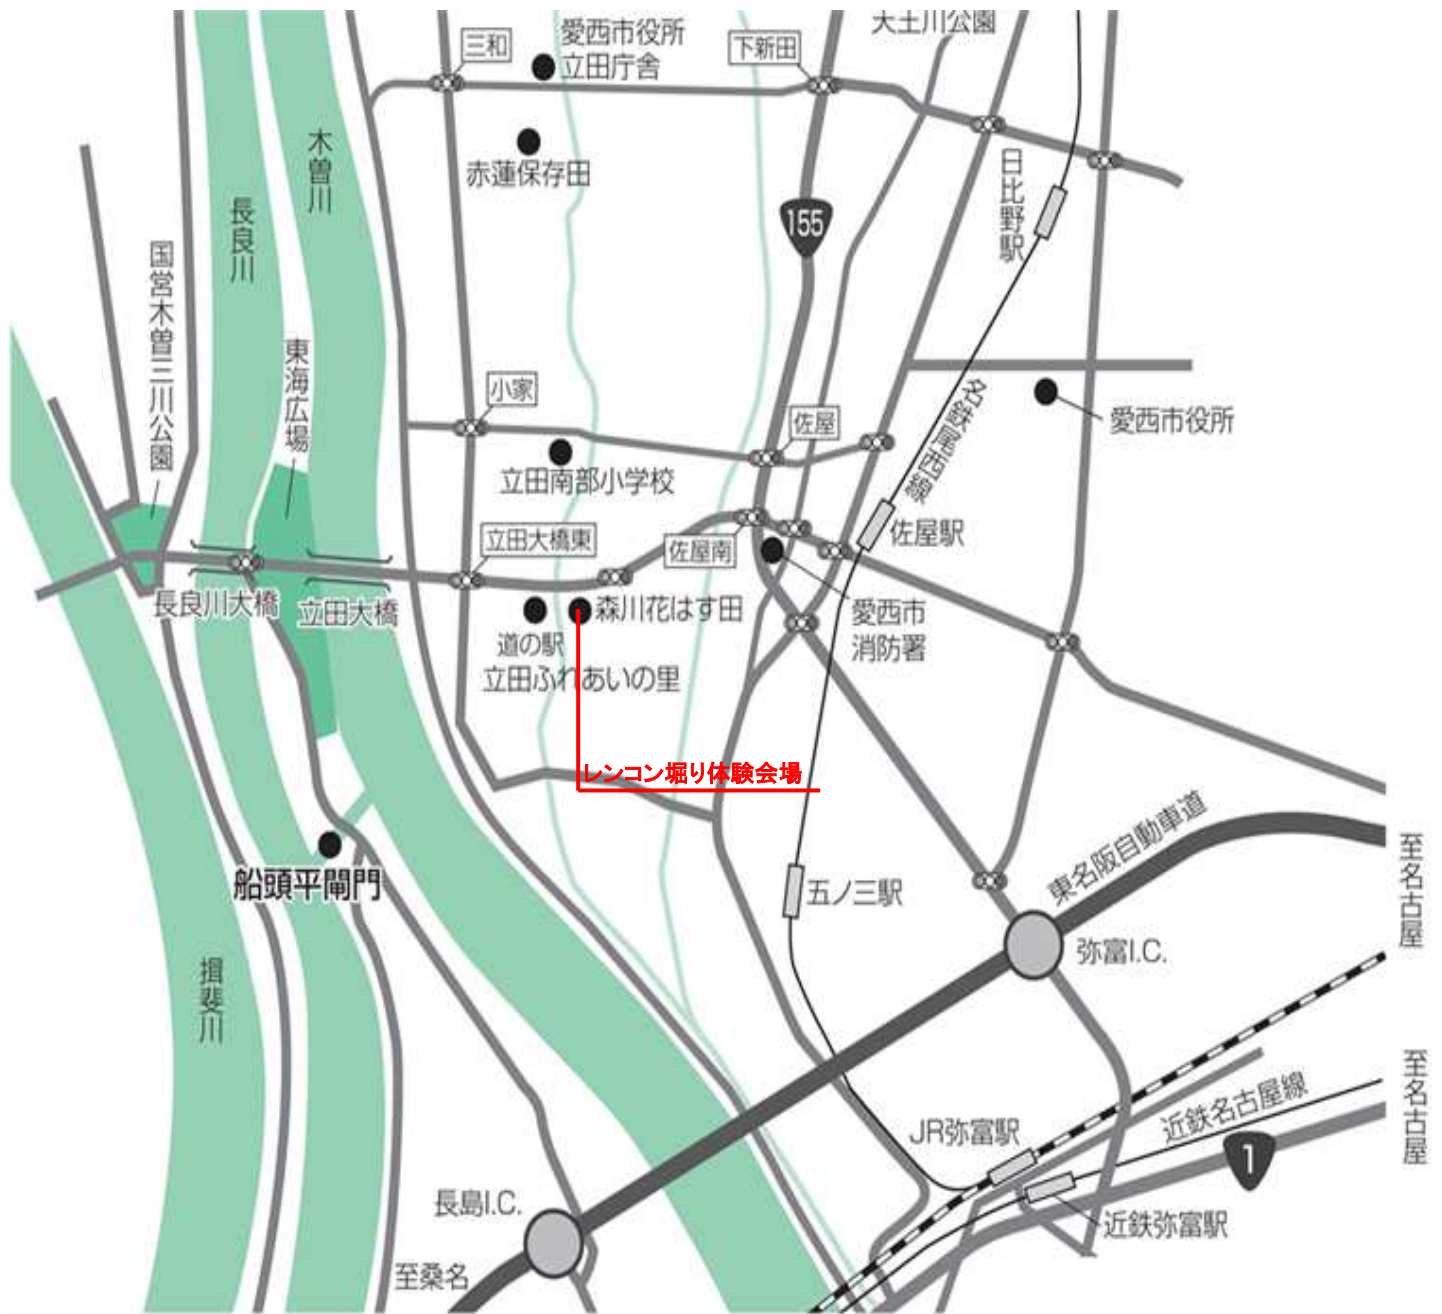 天王川公園
愛西市役所
立田庁舎
三和
下新田
木曽川
赤蓮保存田
日比野駅
155
長良川
国営木曽三川公園
東海広場
小家
名鉄尾西線
愛西市役所
佐屋
立田南部小学校
佐屋駅
立田大橋東
佐屋南
長良川大橋
立田大橋
森川花はす田
愛西市
消防署
道の駅
立田ふれあいの里
レンコン堀り体験会場
東名阪自動車道
至名古屋
船頭平閘門
五ノ三駅
弥富I.C.
揖斐川
至名古屋
近鉄名古屋線
JR弥富駅
1
長島I.C.
近鉄弥富駅
至桑名